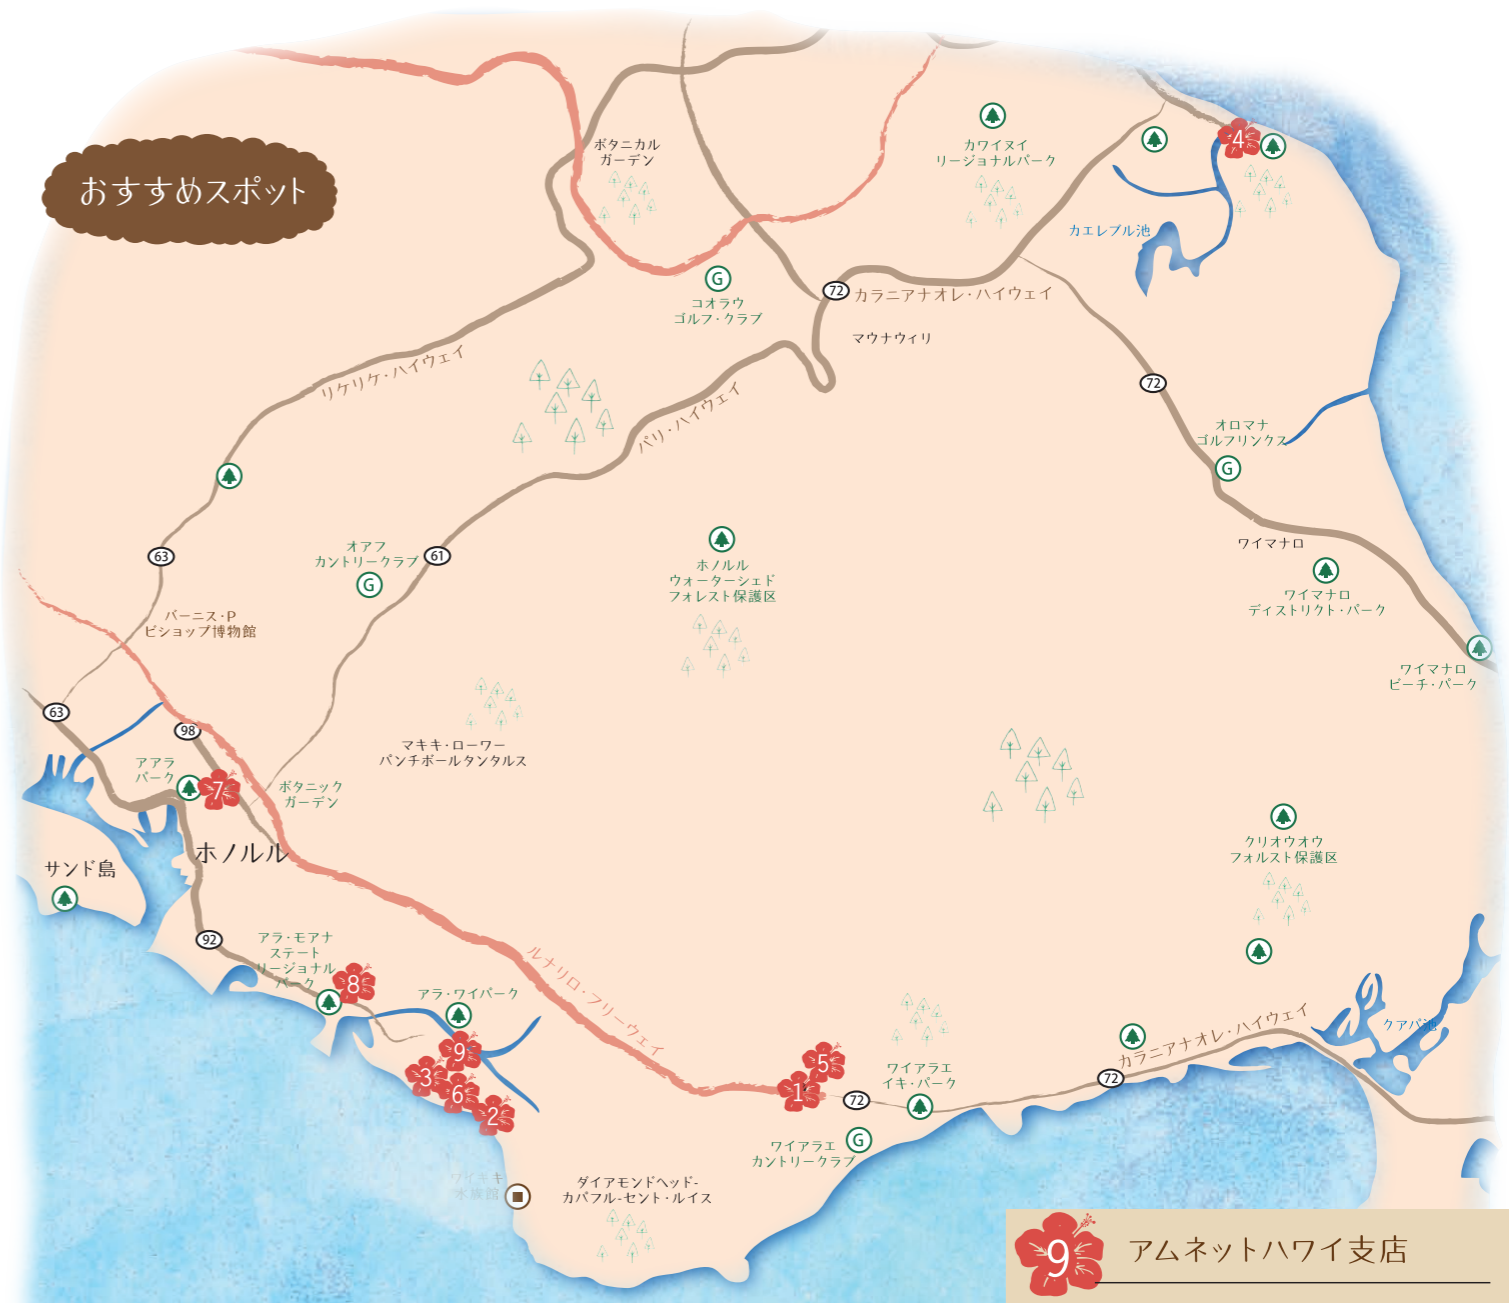 おすすめスポット
ボタニカル
ガーデン
カワイヌイ
リージョナルパーク
4
カエレプル池
G
コオラウ
ゴルフ・クラブ
72
カラニアナオレ・ハイウェイ
マウナウィリ
リケリケ・ハイウェイ
パリ・ハイウェイ
72
オロマナ
ゴルフリンクス
G
ワイマナロ
63
オアフ
カントリークラブ
G
61
ホノルル
ウォーターシェド
フォレスト保護区
ワイマナロ
ディストリクト・パーク
バーニス・P
ビショップ博物館
ワイマナロ
ビーチ・パーク
63
98
マキキ・ローワー
パンチボールタンタルス
アアラ
パーク
7
ボタニック
ガーデン
ホノルル
サンド島
クリオウオウ
フォルスト保護区
92
アラ・モアナ
ステート
リージョナル
パーク
8
アラ・ワイパーク
ルナリロ・フリーウェイ
9
3
6
2
5
1
72
ワイアラエ
イキ・パーク
72
カラニアナオレ・ハイウェイ
クアパ池
ワイアラエ
カントリークラブ
G
ワイキキ
水族館
ダイアモンドヘッド-
カパフル-セント・ルイス
9
アムネットハワイ支店